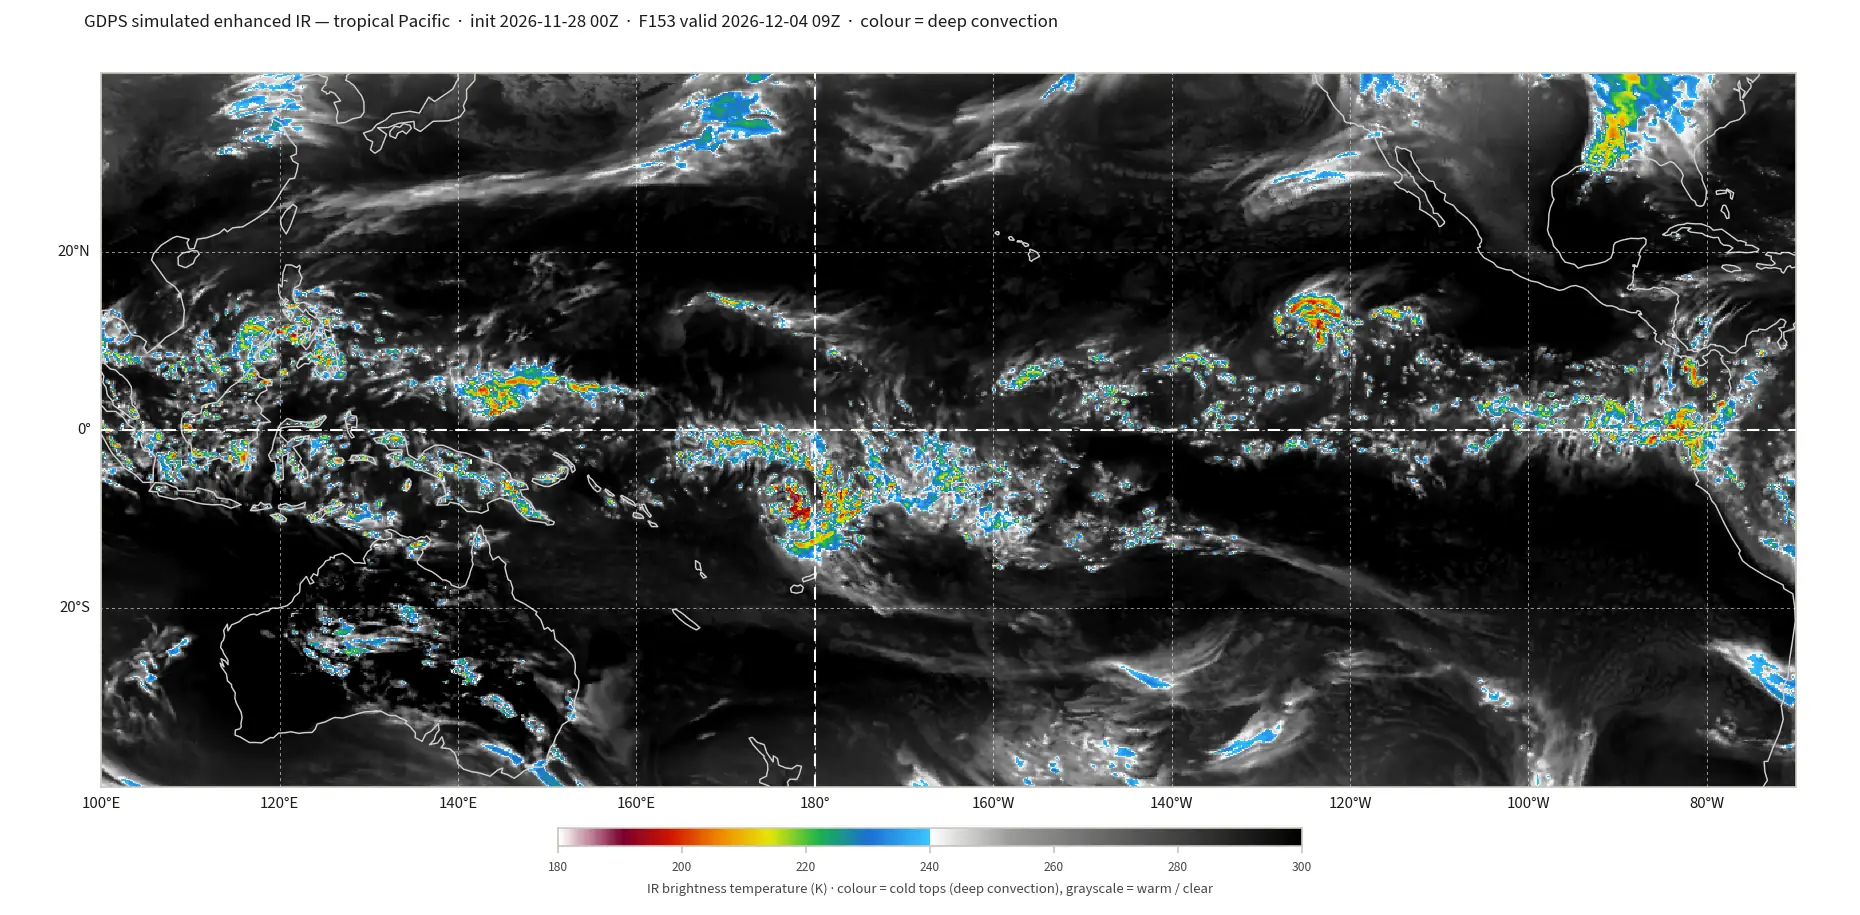 GDPS simulated enhanced IR — tropical Pacific · init 2026-11-28 00Z · F153 valid 2026-12-04 09Z · colour = deep convection
20°N
0°
20°S
100°E 120°E 140°E 160°E 180° 160°W 140°W 120°W 100°W 80°W
180 200 220 240 260 280 300
IR brightness temperature (K) · colour = cold tops (deep convection), grayscale = warm / clear